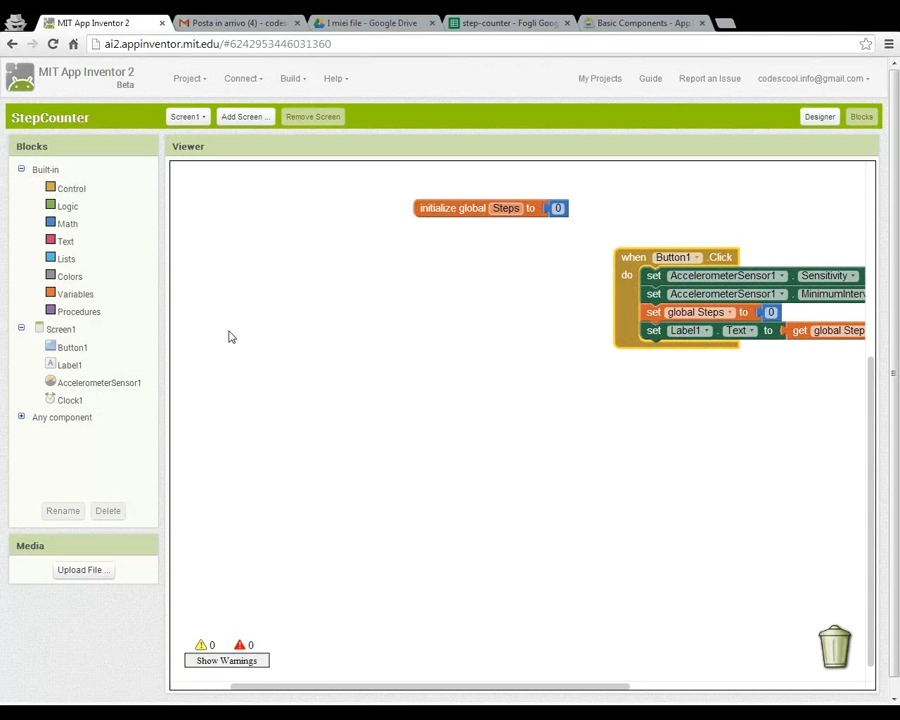 MIT App Inventor 2
Posta in arrivo (4) - codes
I miei file - Google Drive
step-counter - Fogli Goog
Basic Components - App I
ai2.appinventor.mit.edu/#6242953446031360
MIT App Inventor 2
Beta
Project
Connect
Build
Help
My Projects
Guide
Report an Issue
codescool.info@gmail.com
StepCounter
Screen1
Add Screen ...
Remove Screen
Designer
Blocks
Blocks
Viewer
Built-in
Control
Logic
Math
Text
Lists
Colors
Variables
Procedures
Screen1
Button1
Label1
AccelerometerSensor1
Clock1
Any component
Rename
Delete
Media
Upload File ...
initialize global Steps to 0
when Button1 .Click
do set AccelerometerSensor1 . Sensitivity
set AccelerometerSensor1 . MinimumInterv
set global Steps to 0
set Label1 . Text to get global Step
0 0
Show Warnings